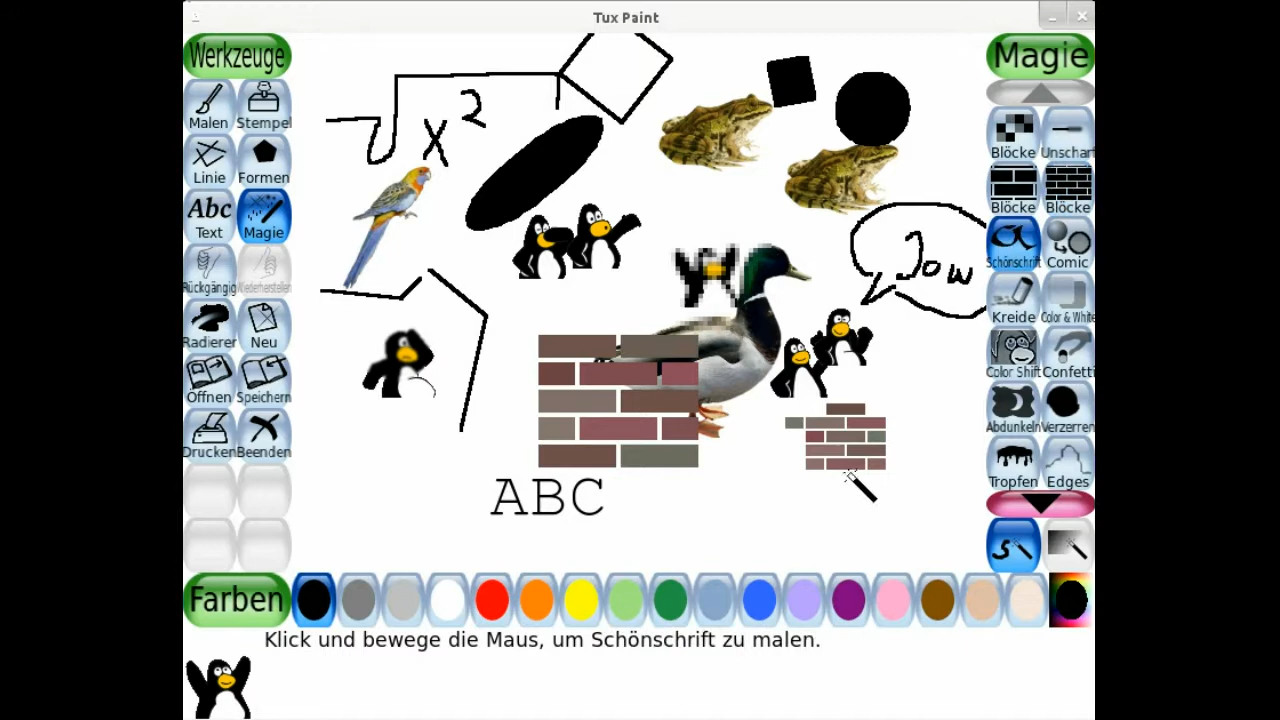 Tux Paint
Werkzeuge
Malen Stempel
Linie Formen
Abc
Text Magie
Rückgängig
Radierer Neu
Öffnen Speichern
Drucken Beenden
x²
Jow
ABC
Magie
Blöcke Unscharf
Blöcke Blöcke
Schönschrift Comic
Kreide Color & White
Color Shift Confetti
Abdunkeln Verzerren
Tropfen Edges
Farben
Klick und bewege die Maus, um Schönschrift zu malen.